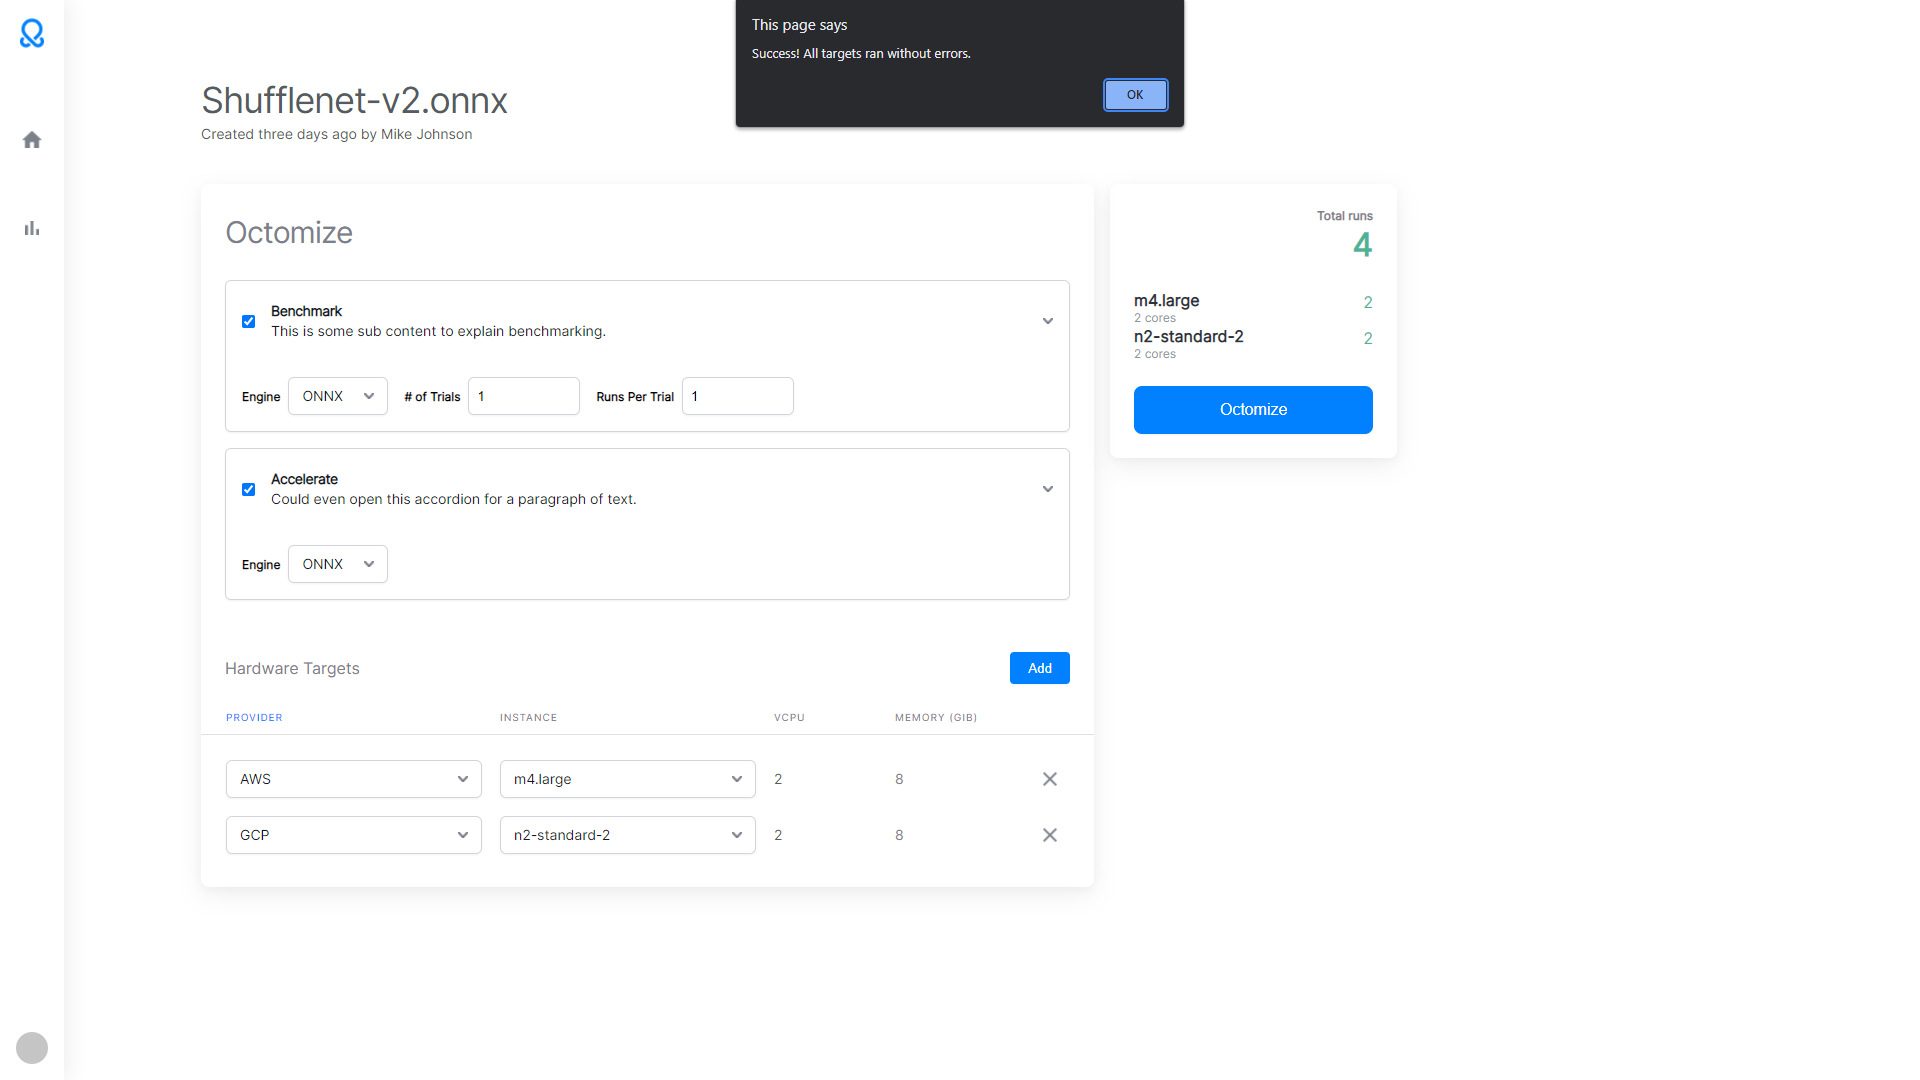 This page says
Success! All targets ran without errors.
OK
Shufflenet-v2.onnx
Created three days ago by Mike Johnson
Octomize
Benchmark
This is some sub content to explain benchmarking.
Engine ONNX # of Trials 1 Runs Per Trial 1
Accelerate
Could even open this accordion for a paragraph of text.
Engine ONNX
Hardware Targets Add
PROVIDER INSTANCE VCPU MEMORY (GIB)
AWS m4.large 2 8
GCP n2-standard-2 2 8
Total runs
4
m4.large 2
2 cores
n2-standard-2 2
2 cores
Octomize